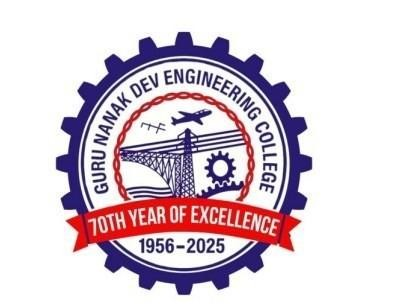 GURU NANAK DEV ENGINEERING COLLEGE
70TH YEAR OF EXCELLENCE
1956-2025